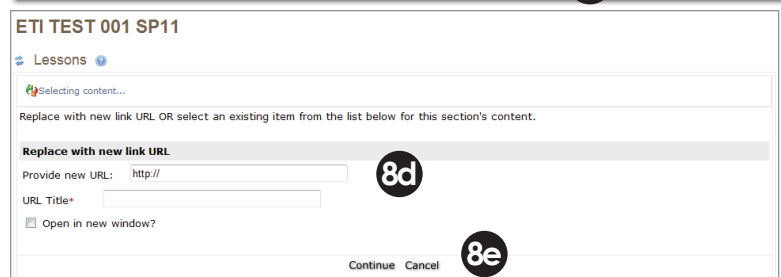 ETI TEST 001 SP11
Lessons
Selecting content...
Replace with new link URL OR select an existing item from the list below for this section's content.
Replace with new link URL
Provide new URL: http://
8d
URL Title*
Open in new window?
Continue Cancel
8e